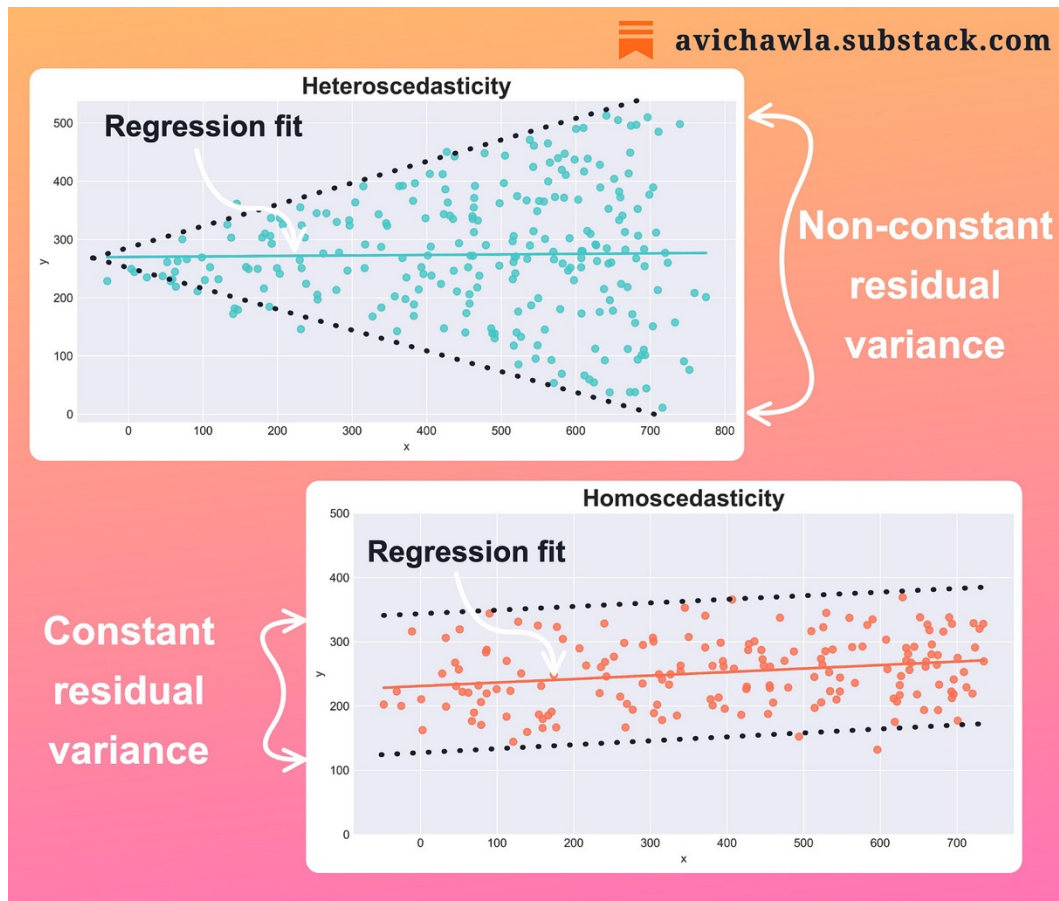 avichawla.substack.com
Heteroscedasticity
Regression fit
500
400
300
200
100
0
y
0 100 200 300 400 500 600 700 800
x
Non-constant
residual
variance
Homoscedasticity
Regression fit
500
400
300
200
100
0
y
0 100 200 300 400 500 600 700
x
Constant
residual
variance